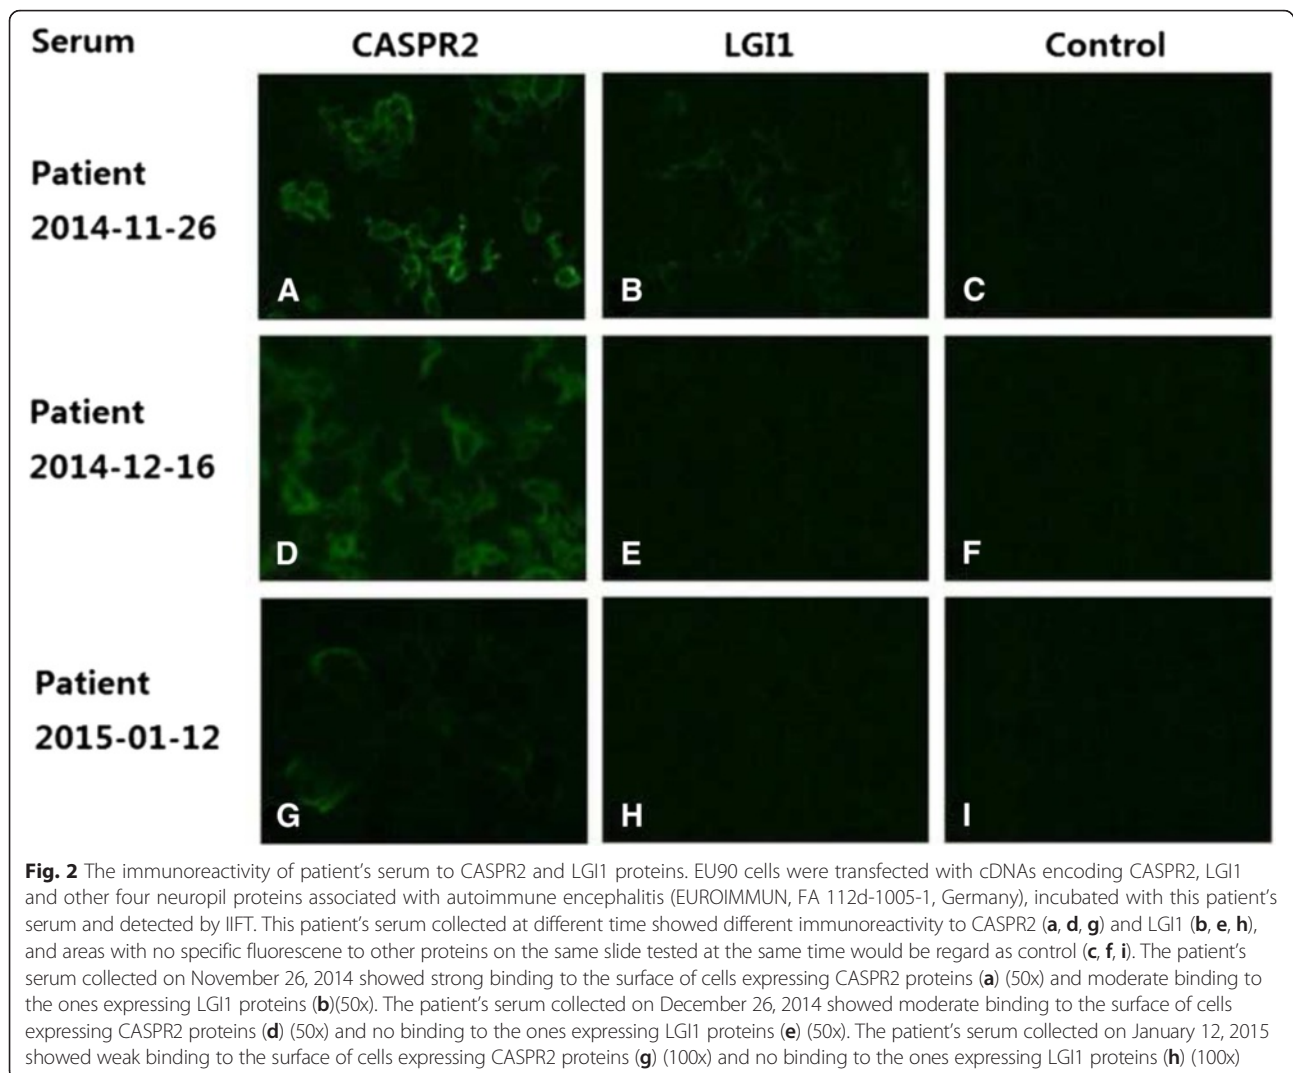 Serum CASPR2 LGI1 Control
Patient
2014-11-26
A B C
Patient
2014-12-16
D E F
Patient
2015-01-12
G H I
Fig. 2 The immunoreactivity of patient's serum to CASPR2 and LGI1 proteins. EU90 cells were transfected with cDNAs encoding CASPR2, LGI1
and other four neuropil proteins associated with autoimmune encephalitis (EUROIMMUN, FA 112d-1005-1, Germany), incubated with this patient's
serum and detected by IIFT. This patient's serum collected at different time showed different immunoreactivity to CASPR2 (a, d, g) and LGI1 (b, e, h),
and areas with no specific fluorescene to other proteins on the same slide tested at the same time would be regard as control (c, f, i). The patient's
serum collected on November 26, 2014 showed strong binding to the surface of cells expressing CASPR2 proteins (a) (50x) and moderate binding to
the ones expressing LGI1 proteins (b)(50x). The patient's serum collected on December 26, 2014 showed moderate binding to the surface of cells
expressing CASPR2 proteins (d) (50x) and no binding to the ones expressing LGI1 proteins (e) (50x). The patient's serum collected on January 12, 2015
showed weak binding to the surface of cells expressing CASPR2 proteins (g) (100x) and no binding to the ones expressing LGI1 proteins (h) (100x)